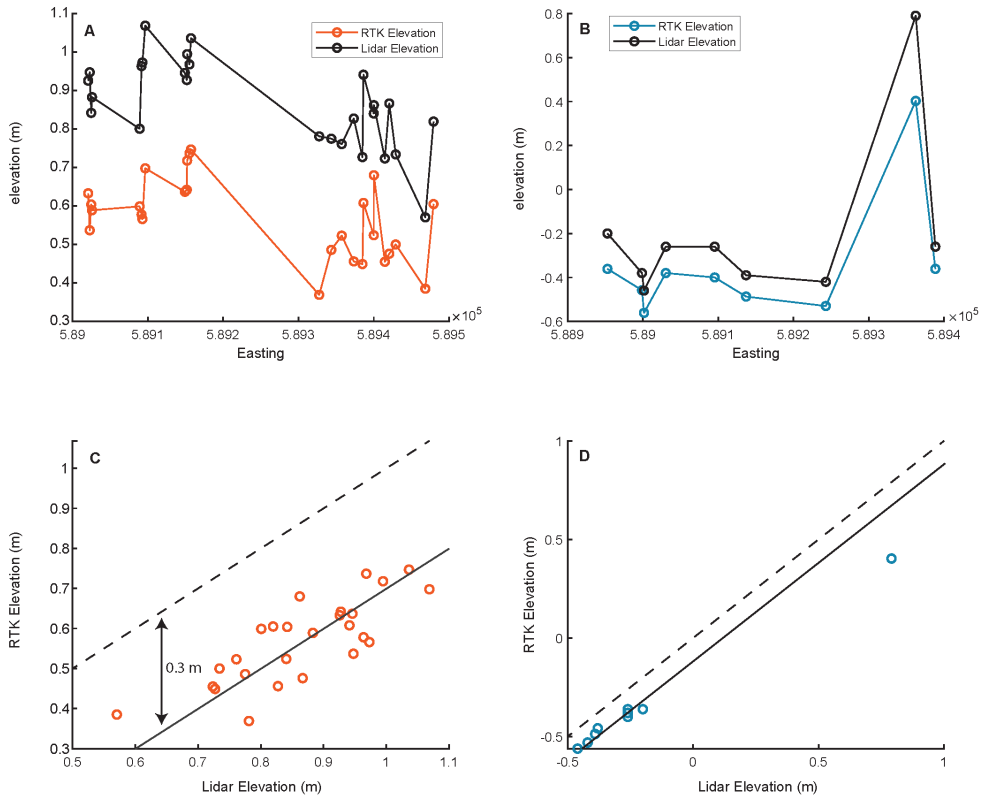 A
RTK Elevation
Lidar Elevation
elevation (m)
1.1
1
0.9
0.8
0.7
0.6
0.5
0.4
0.3
5.89 5.891 5.892 5.893 5.894 5.895
×10⁵
Easting
B
RTK Elevation
Lidar Elevation
elevation (m)
0.8
0.6
0.4
0.2
0
-0.2
-0.4
-0.6
5.889 5.89 5.891 5.892 5.893 5.894
×10⁵
Easting
C
RTK Elevation (m)
1
0.9
0.8
0.7
0.6
0.5
0.4
0.3
0.3 m
0.5 0.6 0.7 0.8 0.9 1 1.1
Lidar Elevation (m)
D
RTK Elevation (m)
1
0.5
0
-0.5
-0.5 0 0.5 1
Lidar Elevation (m)